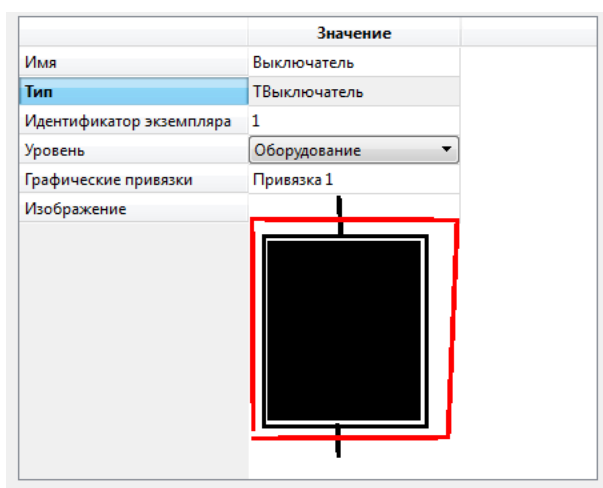 Значение
Имя Выключатель
Тип ТВыключатель
Идентификатор экземпляра 1
Уровень Оборудование
Графические привязки Привязка 1
Изображение